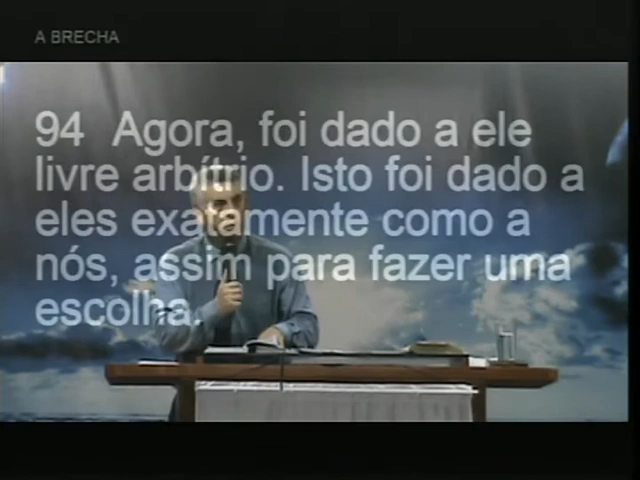 A BRECHA
94 Agora, foi dado a ele
livre arbítrio. Isto foi dado a
eles exatamente como a
nós, assim para fazer uma
escolha.